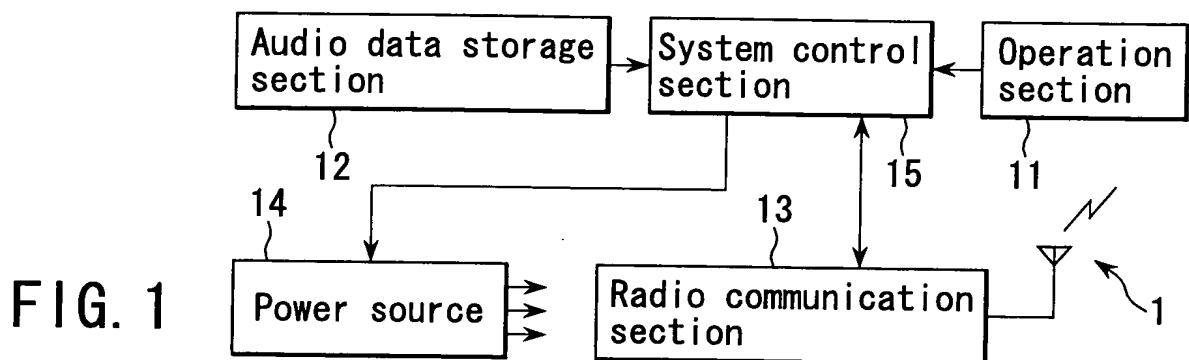 Audio data storage
section
System control
section
Operation
section
12
15
11
14
13
FIG. 1
Power source
Radio communication
section
1